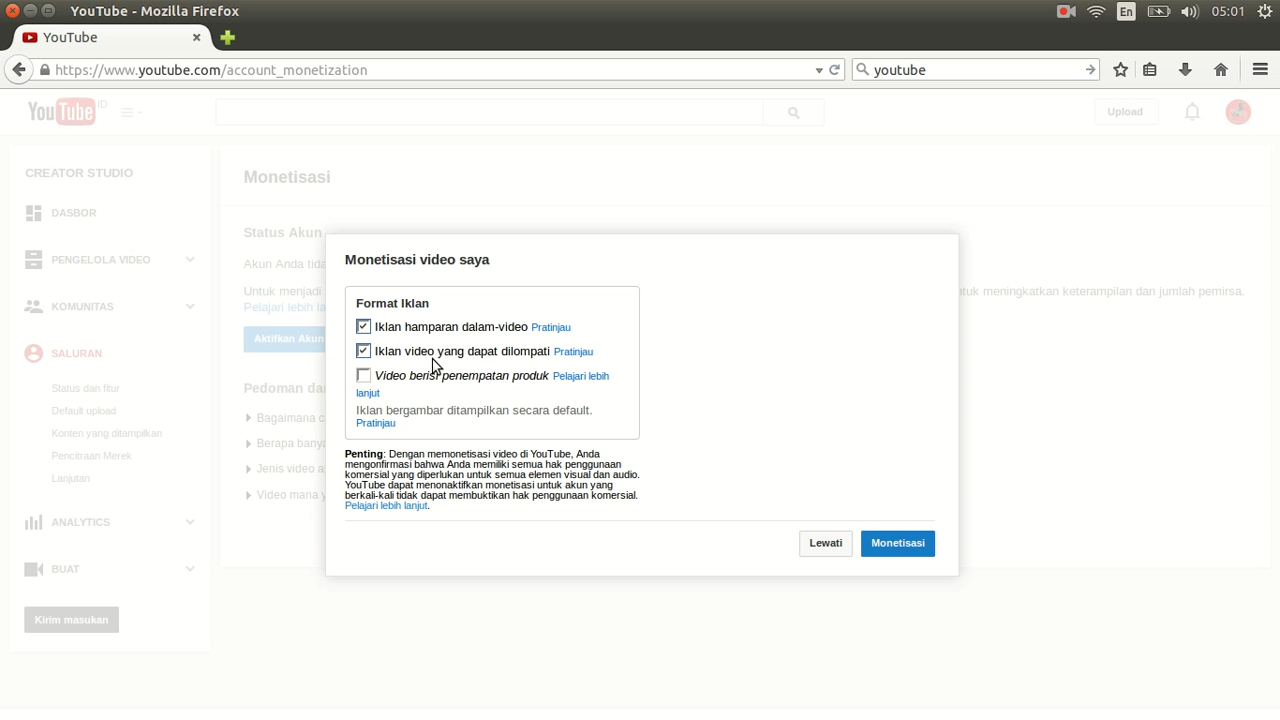 YouTube - Mozilla Firefox
En
05:01
YouTube
https://www.youtube.com/account_monetization
youtube
YouTube ID
Upload
CREATOR STUDIO
DASBOR
PENGELOLA VIDEO
KOMUNITAS
SALURAN
Status dan fitur
Default upload
Konten yang ditampilkan
Pencitraan Merek
Lanjutan
ANALYTICS
BUAT
Kirim masukan
Monetisasi
Status Akun
Akun Anda tida
Untuk menjadi
ntuk meningkatkan keterampilan dan jumlah pemirsa.
Pelajari lebih la
Aktifkan Akun
Pedoman da
Bagaimana c
Berapa banya
Jenis video a
Video mana y
Monetisasi video saya
Format Iklan
Iklan hamparan dalam-video Pratinjau
Iklan video yang dapat dilompati Pratinjau
Video berisi penempatan produk Pelajari lebih
lanjut
Iklan bergambar ditampilkan secara default.
Pratinjau
Penting: Dengan memonetisasi video di YouTube, Anda
mengonfirmasi bahwa Anda memiliki semua hak penggunaan
komersial yang diperlukan untuk semua elemen visual dan audio.
YouTube dapat menonaktifkan monetisasi untuk akun yang
berkali-kali tidak dapat membuktikan hak penggunaan komersial.
Pelajari lebih lanjut.
Lewati
Monetisasi